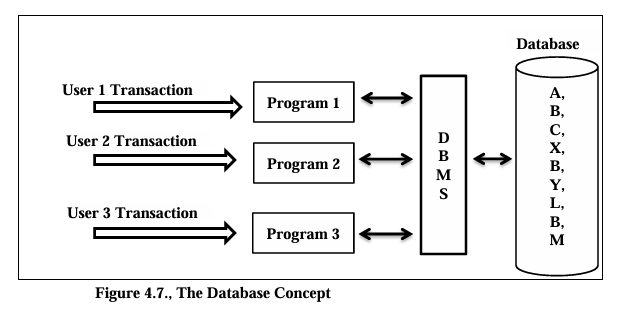 Database
User 1 Transaction
Program 1
User 2 Transaction
Program 2
User 3 Transaction
Program 3
D
B
M
S
A,
B,
C,
X,
B,
Y,
L,
B,
M
Figure 4.7., The Database Concept